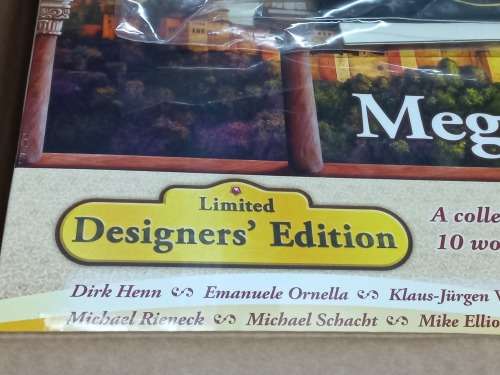 Meg
Limited
Designers' Edition
A colle
10 wo
Dirk Henn Emanuele Ornella Klaus-Jürgen V
Michael Rieneck Michael Schacht Mike Ellio